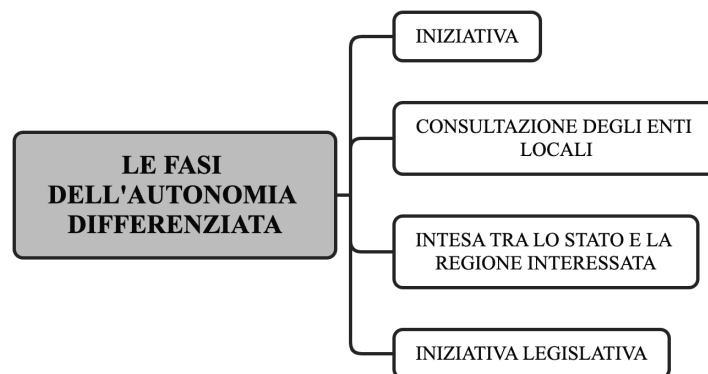 LE FASI
DELL'AUTONOMIA
DIFFERENZIATA
INIZIATIVA
CONSULTAZIONE DEGLI ENTI
LOCALI
INTESA TRA LO STATO E LA
REGIONE INTERESSATA
INIZIATIVA LEGISLATIVA